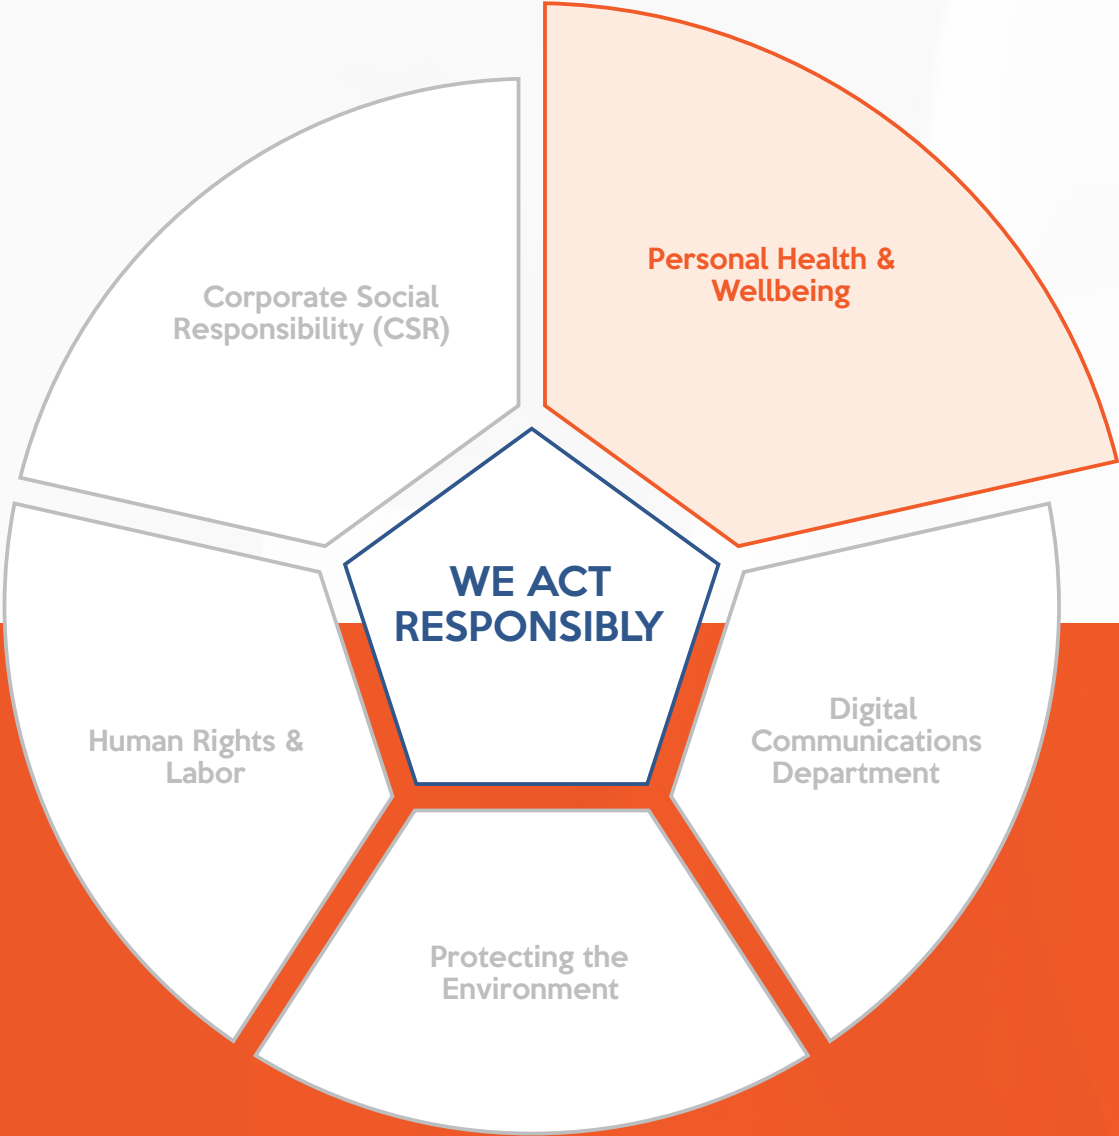 Personal Health &
Wellbeing
Corporate Social
Responsibility (CSR)
WE ACT
RESPONSIBLY
Digital
Communications
Department
Human Rights &
Labor
Protecting the
Environment